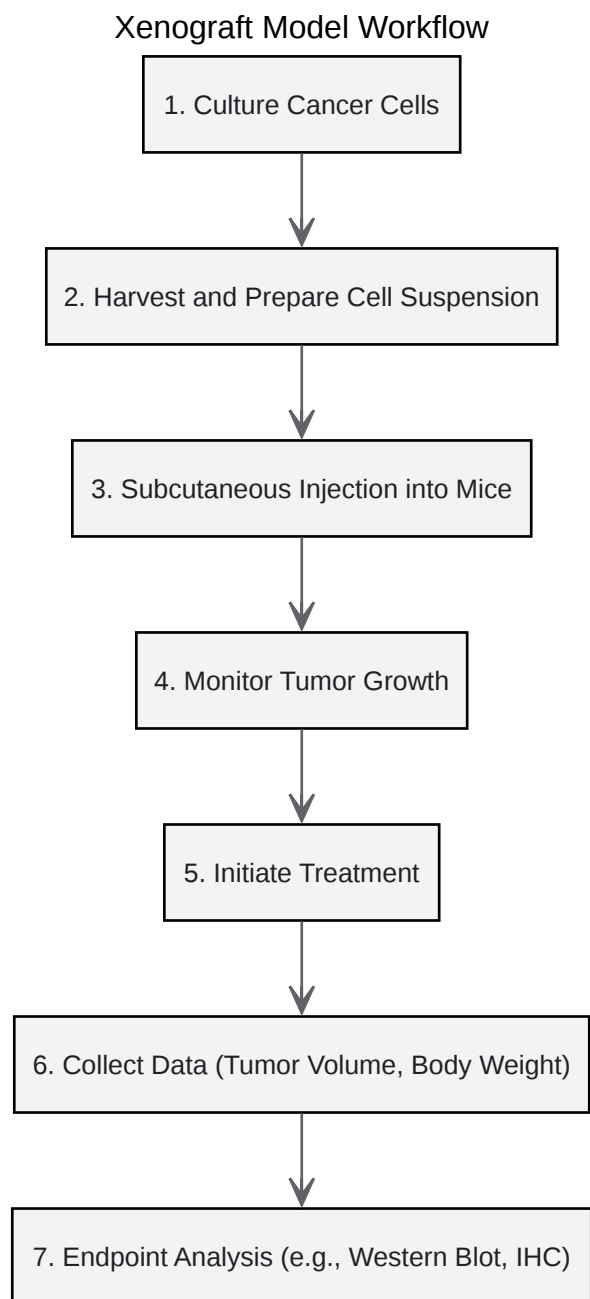 Xenograft Model Workflow
1. Culture Cancer Cells
2. Harvest and Prepare Cell Suspension
3. Subcutaneous Injection into Mice
4. Monitor Tumor Growth
5. Initiate Treatment
6. Collect Data (Tumor Volume, Body Weight)
7. Endpoint Analysis (e.g., Western Blot, IHC)